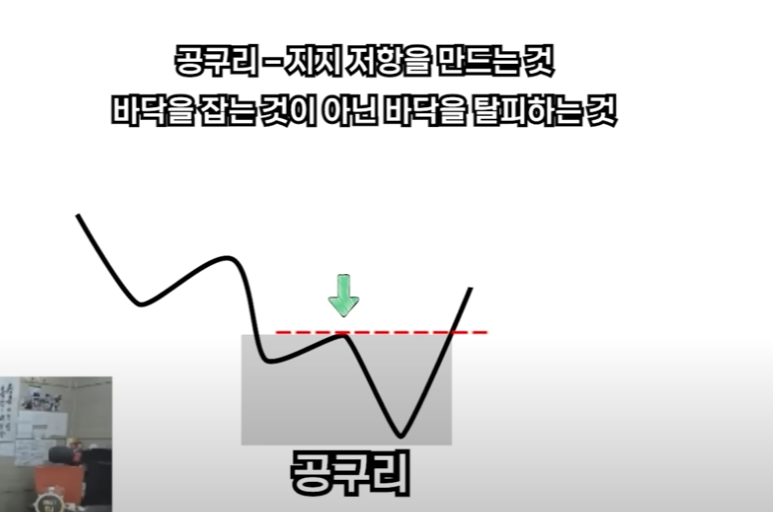 공구리 – 지지 저항을 만드는 것
바닥을 잡는 것이 아닌 바닥을 탈피하는 것
공구리